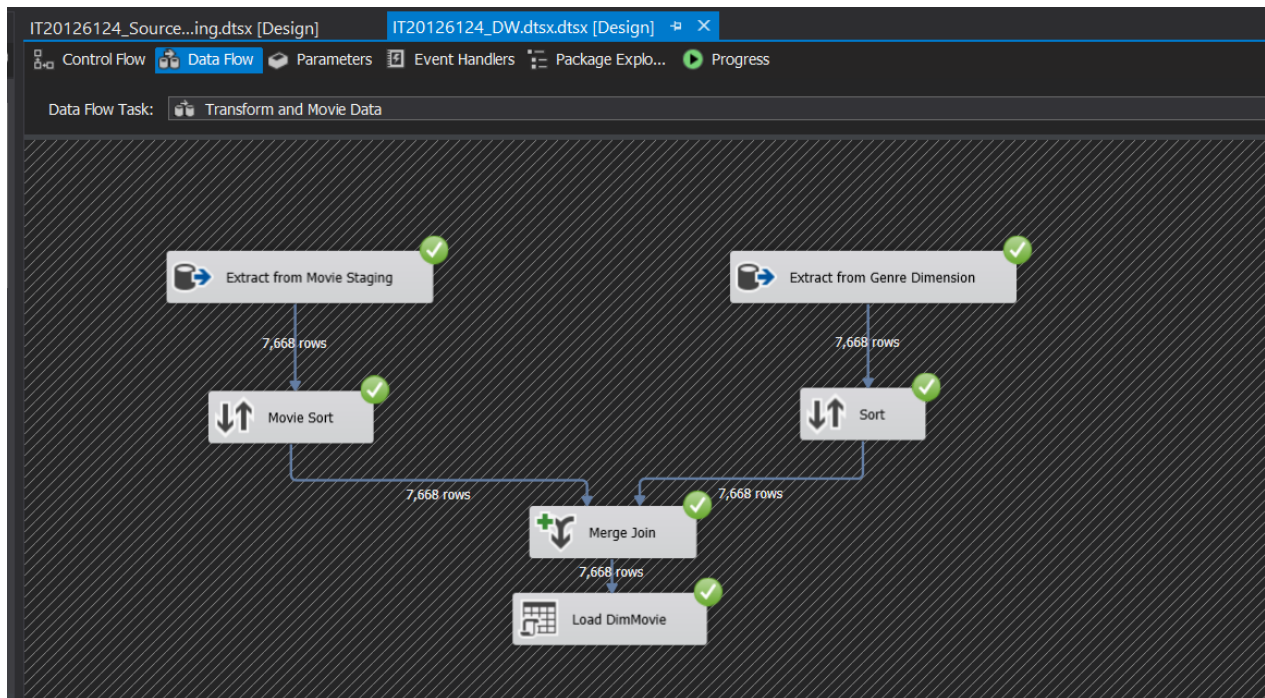 IT20126124_Source...ing.dtsx [Design] IT20126124_DW.dtsx.dtsx [Design]
Control Flow Data Flow Parameters Event Handlers Package Explo... Progress
Data Flow Task: Transform and Movie Data
Extract from Movie Staging Extract from Genre Dimension
7,668 rows 7,668 rows
Movie Sort Sort
7,668 rows 7,668 rows
Merge Join
7,668 rows
Load DimMovie